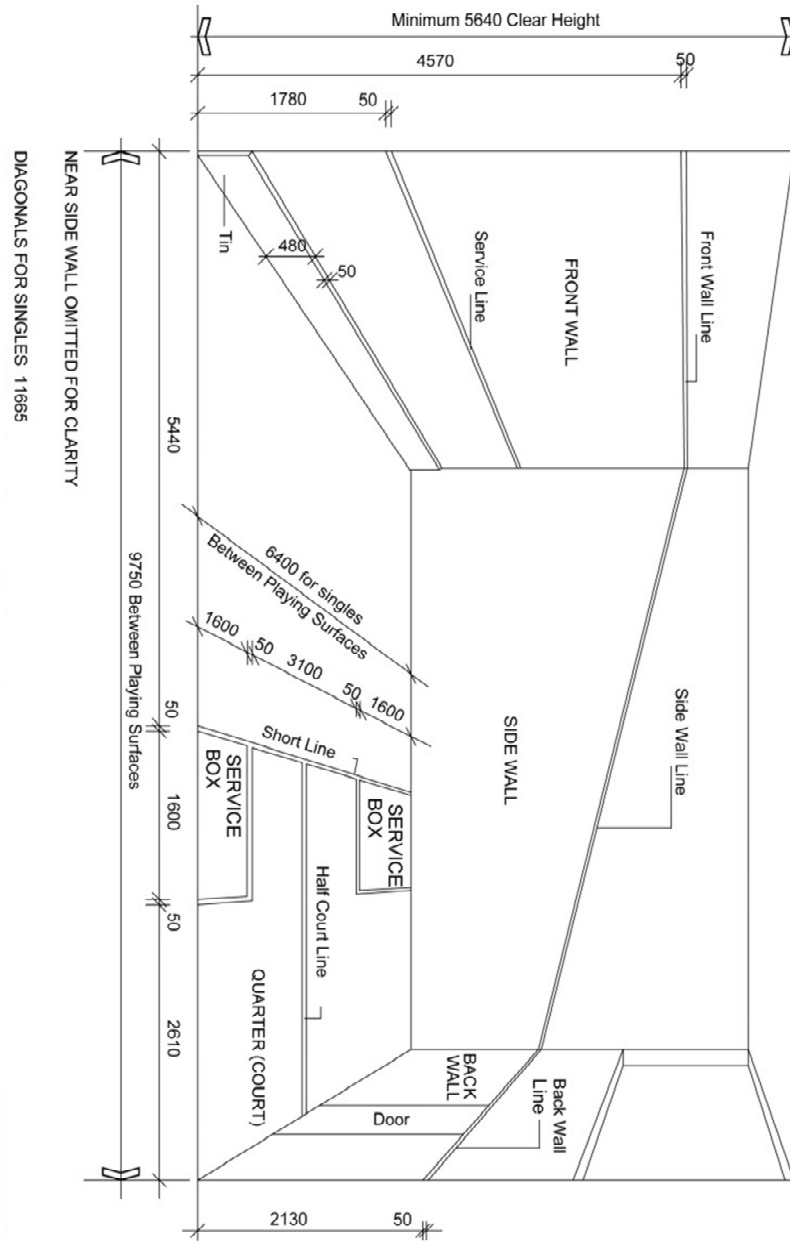 Minimum 5640 Clear Height
4570
50
1780
50
NEAR SIDE WALL OMITTED FOR CLARITY
DIAGONALS FOR SINGLES 11665
Tin
480
50
Service Line
FRONT WALL
Front Wall Line
5440
9750 Between Playing Surfaces
50
1600
50
2610
6400 for singles
Between Playing Surfaces
1600
50
3100
50
1600
Short Line
SERVICE
BOX
SERVICE
BOX
Half Court Line
QUARTER (COURT)
SIDE WALL
Side Wall Line
BACK
WALL
Door
Back Wall
Line
2130
50